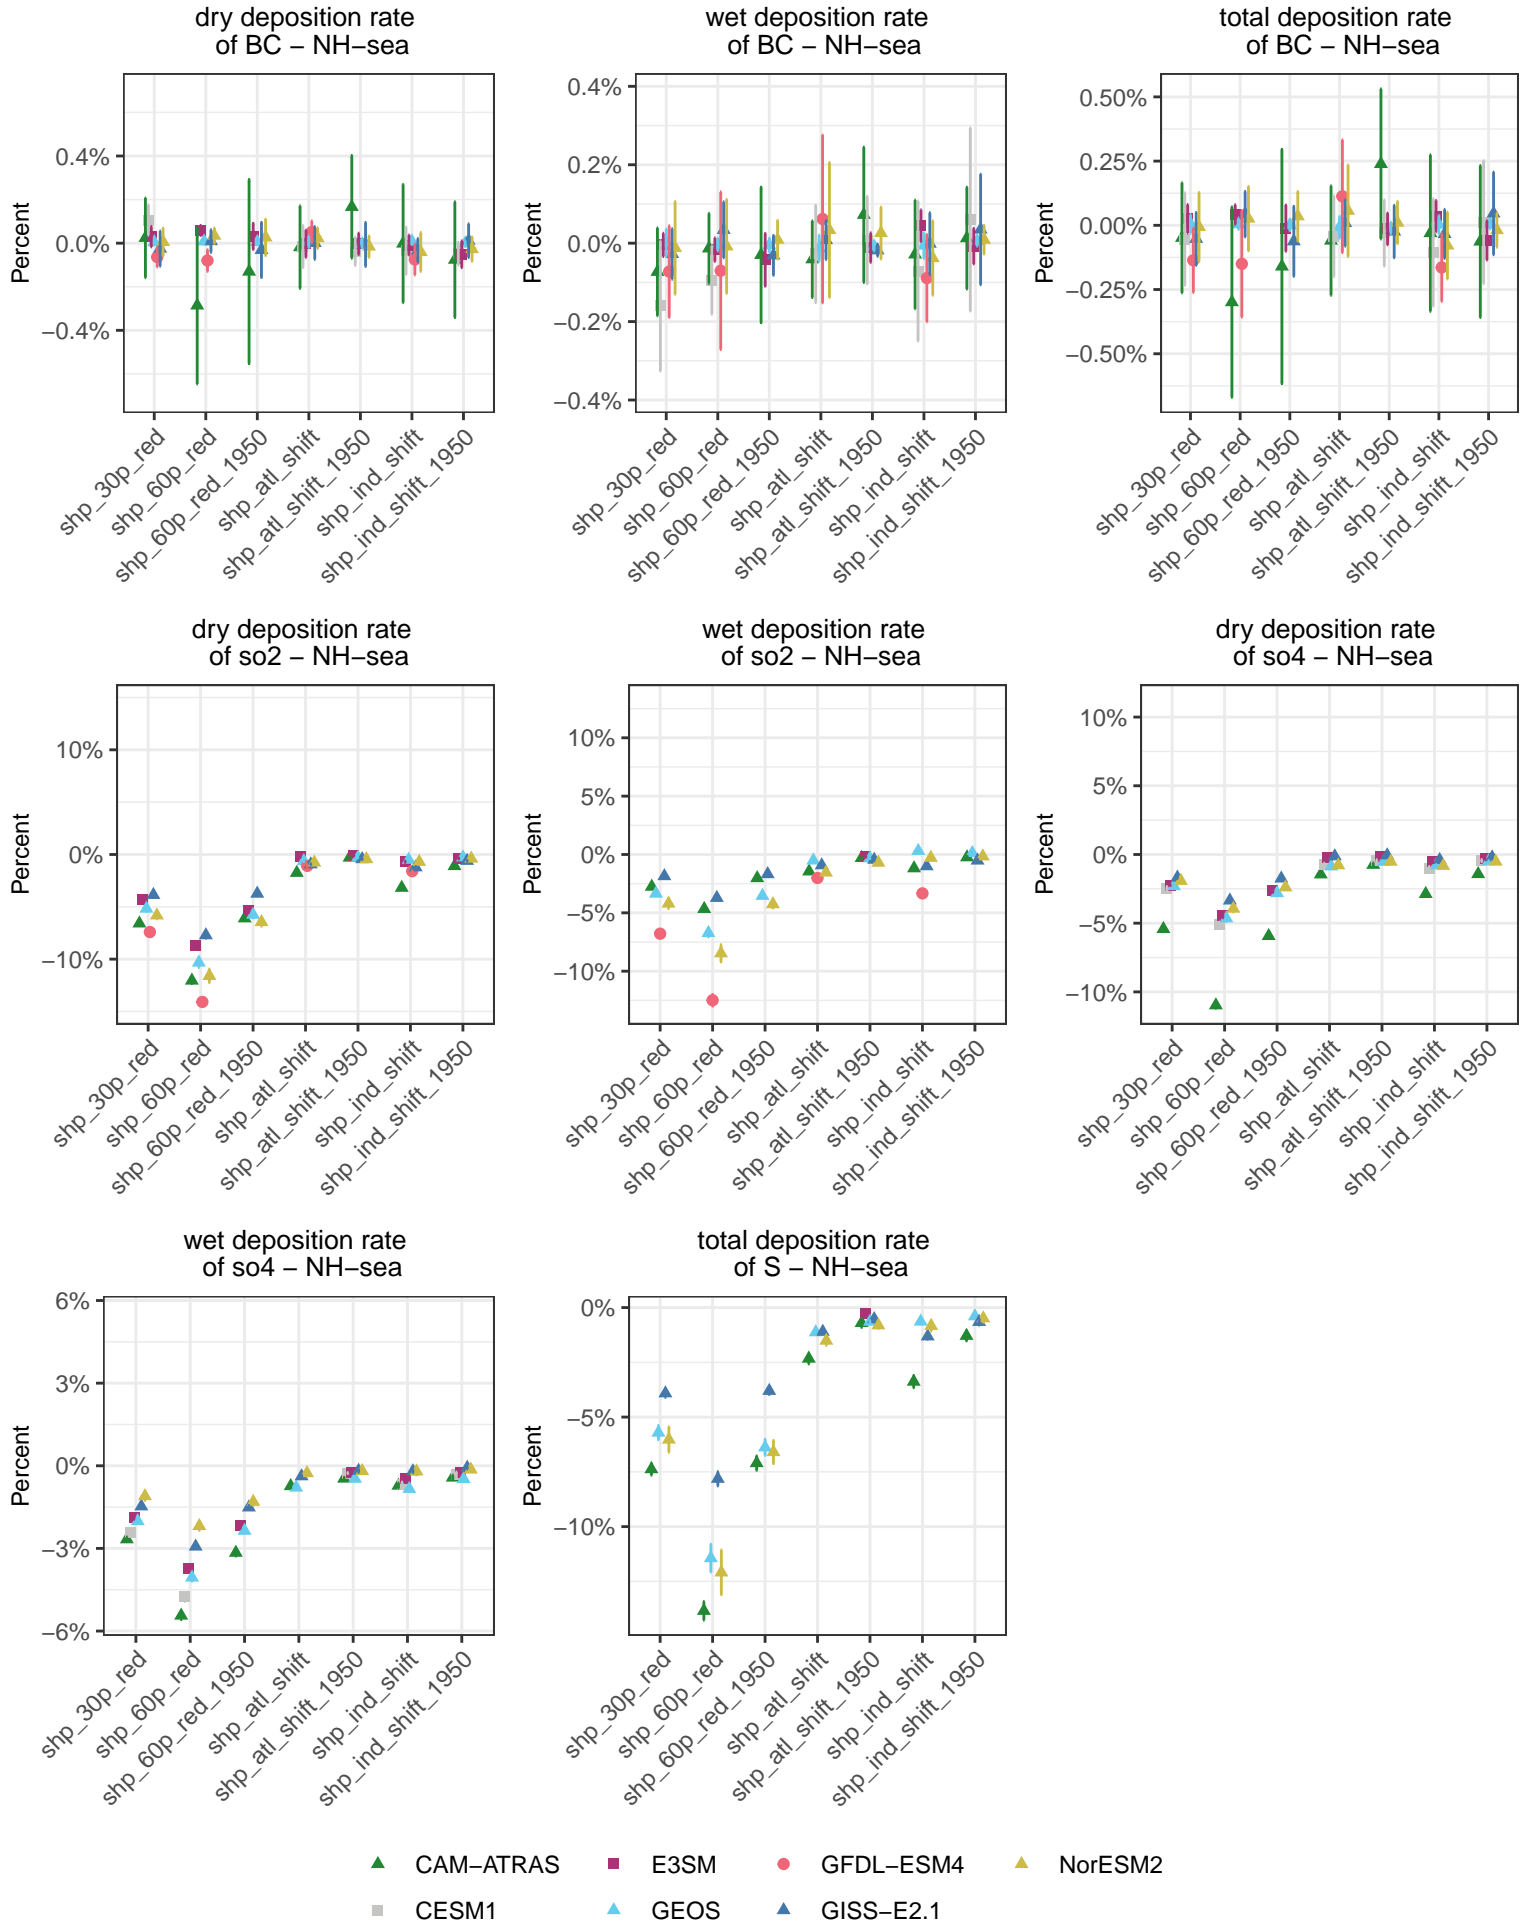 dry deposition rate
of BC − NH−sea
wet deposition rate
of BC − NH−sea
total deposition rate
of BC − NH−sea
Percent
0.4%
0.0%
−0.4%
shp_30p_red
shp_60p_red
shp_60p_red_1950
shp_atl_shift
shp_atl_shift_1950
shp_ind_shift
shp_ind_shift_1950
Percent
0.4%
0.2%
0.0%
−0.2%
−0.4%
shp_30p_red
shp_60p_red
shp_60p_red_1950
shp_atl_shift
shp_atl_shift_1950
shp_ind_shift
shp_ind_shift_1950
Percent
0.50%
0.25%
0.00%
−0.25%
−0.50%
shp_30p_red
shp_60p_red
shp_60p_red_1950
shp_atl_shift
shp_atl_shift_1950
shp_ind_shift
shp_ind_shift_1950
dry deposition rate
of so2 − NH−sea
wet deposition rate
of so2 − NH−sea
dry deposition rate
of so4 − NH−sea
Percent
10%
0%
−10%
shp_30p_red
shp_60p_red
shp_60p_red_1950
shp_atl_shift
shp_atl_shift_1950
shp_ind_shift
shp_ind_shift_1950
Percent
10%
5%
0%
−5%
−10%
shp_30p_red
shp_60p_red
shp_60p_red_1950
shp_atl_shift
shp_atl_shift_1950
shp_ind_shift
shp_ind_shift_1950
Percent
10%
5%
0%
−5%
−10%
shp_30p_red
shp_60p_red
shp_60p_red_1950
shp_atl_shift
shp_atl_shift_1950
shp_ind_shift
shp_ind_shift_1950
wet deposition rate
of so4 − NH−sea
total deposition rate
of S − NH−sea
Percent
6%
3%
0%
−3%
−6%
shp_30p_red
shp_60p_red
shp_60p_red_1950
shp_atl_shift
shp_atl_shift_1950
shp_ind_shift
shp_ind_shift_1950
Percent
0%
−5%
−10%
shp_30p_red
shp_60p_red
shp_60p_red_1950
shp_atl_shift
shp_atl_shift_1950
shp_ind_shift
shp_ind_shift_1950
CAM−ATRAS
E3SM
GFDL−ESM4
NorESM2
CESM1
GEOS
GISS−E2.1